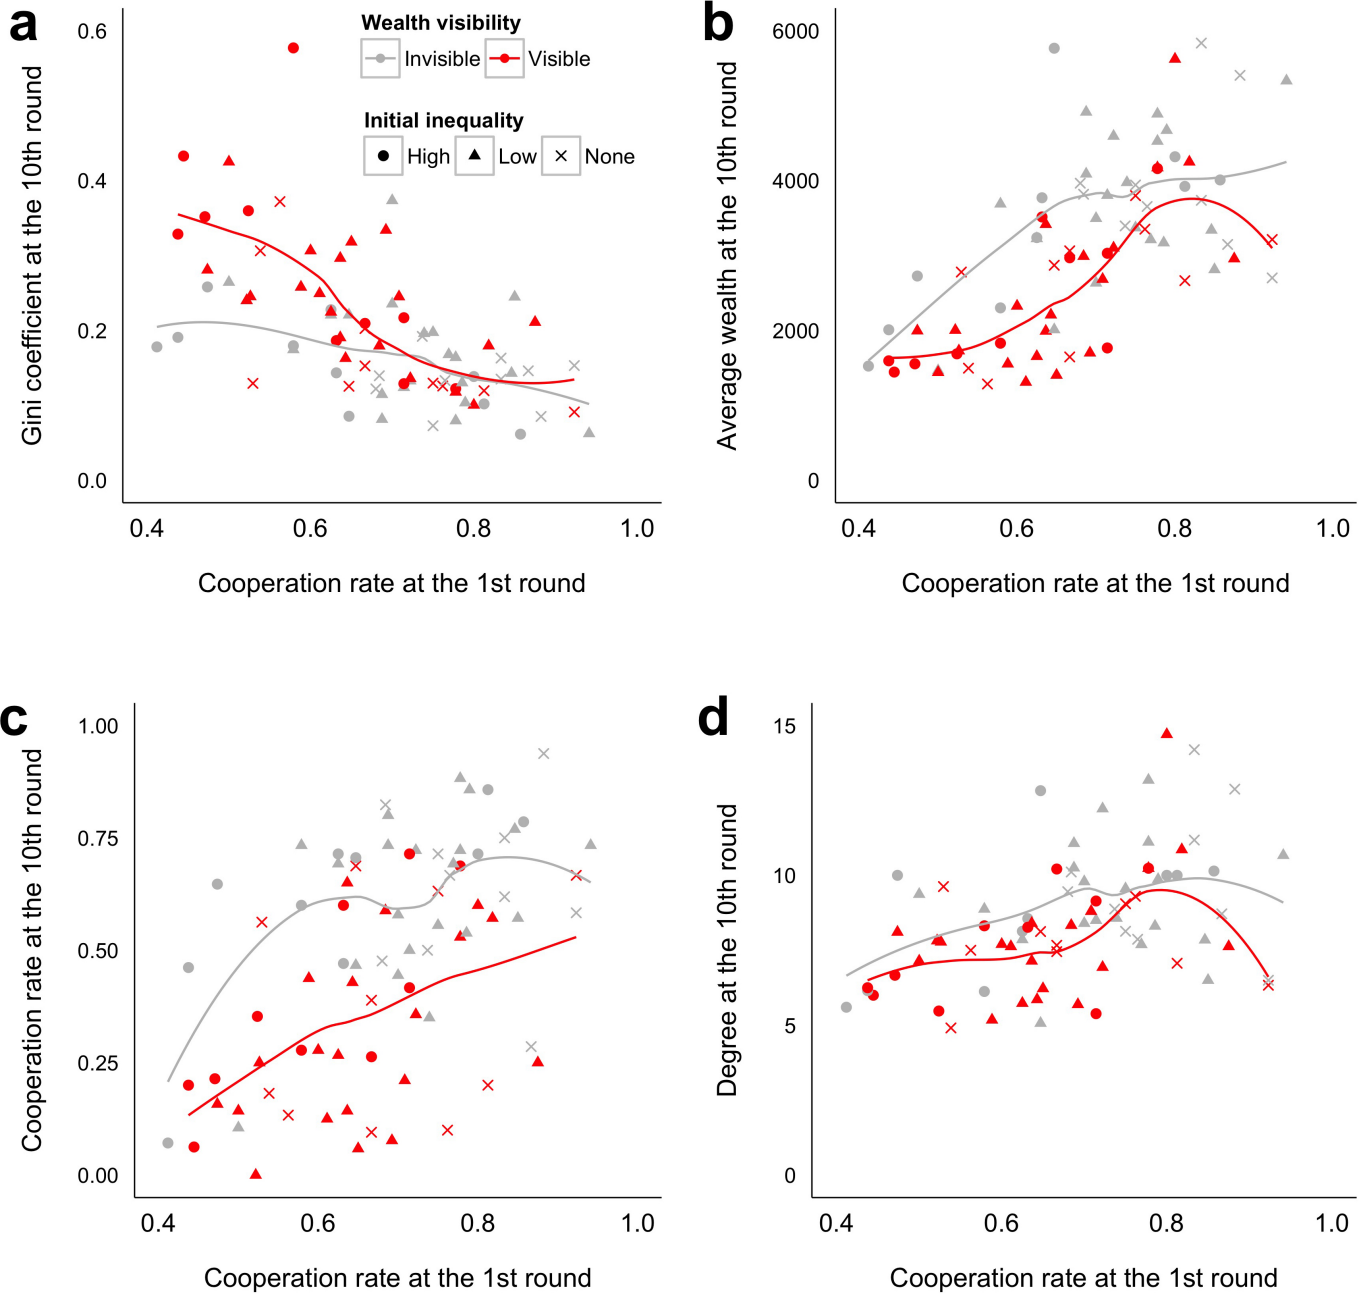 a
Wealth visibility
Invisible
Visible
Initial inequality
High
Low
None
Gini coefficient at the 10th round
0.6
0.4
0.2
0.0
0.4 0.6 0.8 1.0
Cooperation rate at the 1st round
b
Average wealth at the 10th round
6000
4000
2000
0
0.4 0.6 0.8 1.0
Cooperation rate at the 1st round
c
Cooperation rate at the 10th round
1.00
0.75
0.50
0.25
0.00
0.4 0.6 0.8 1.0
Cooperation rate at the 1st round
d
Degree at the 10th round
15
10
5
0
0.4 0.6 0.8 1.0
Cooperation rate at the 1st round